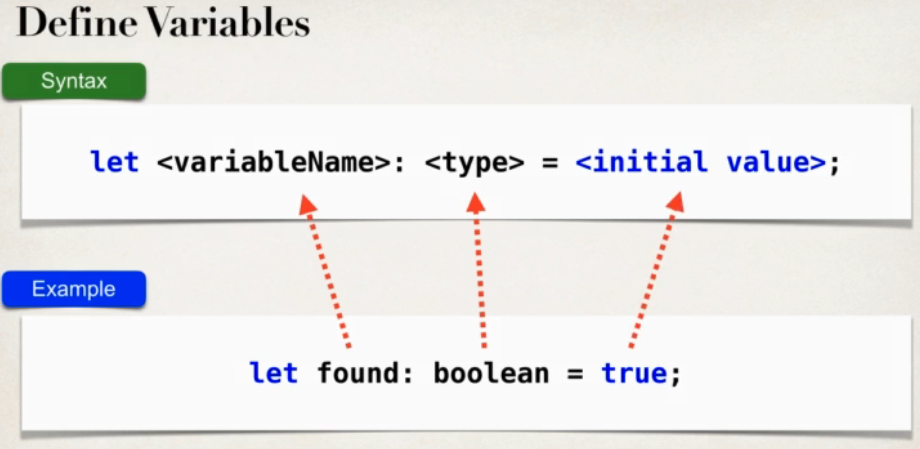 Define Variables
Syntax
let <variableName>: <type> = <initial value>;
Example
let found: boolean = true;